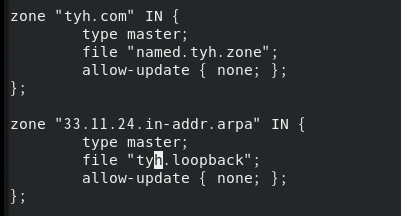 zone "tyh.com" IN {
        type master;
        file "named.tyh.zone";
        allow-update { none; };
};

zone "33.11.24.in-addr.arpa" IN {
        type master;
        file "tyh.loopback";
        allow-update { none; };
};